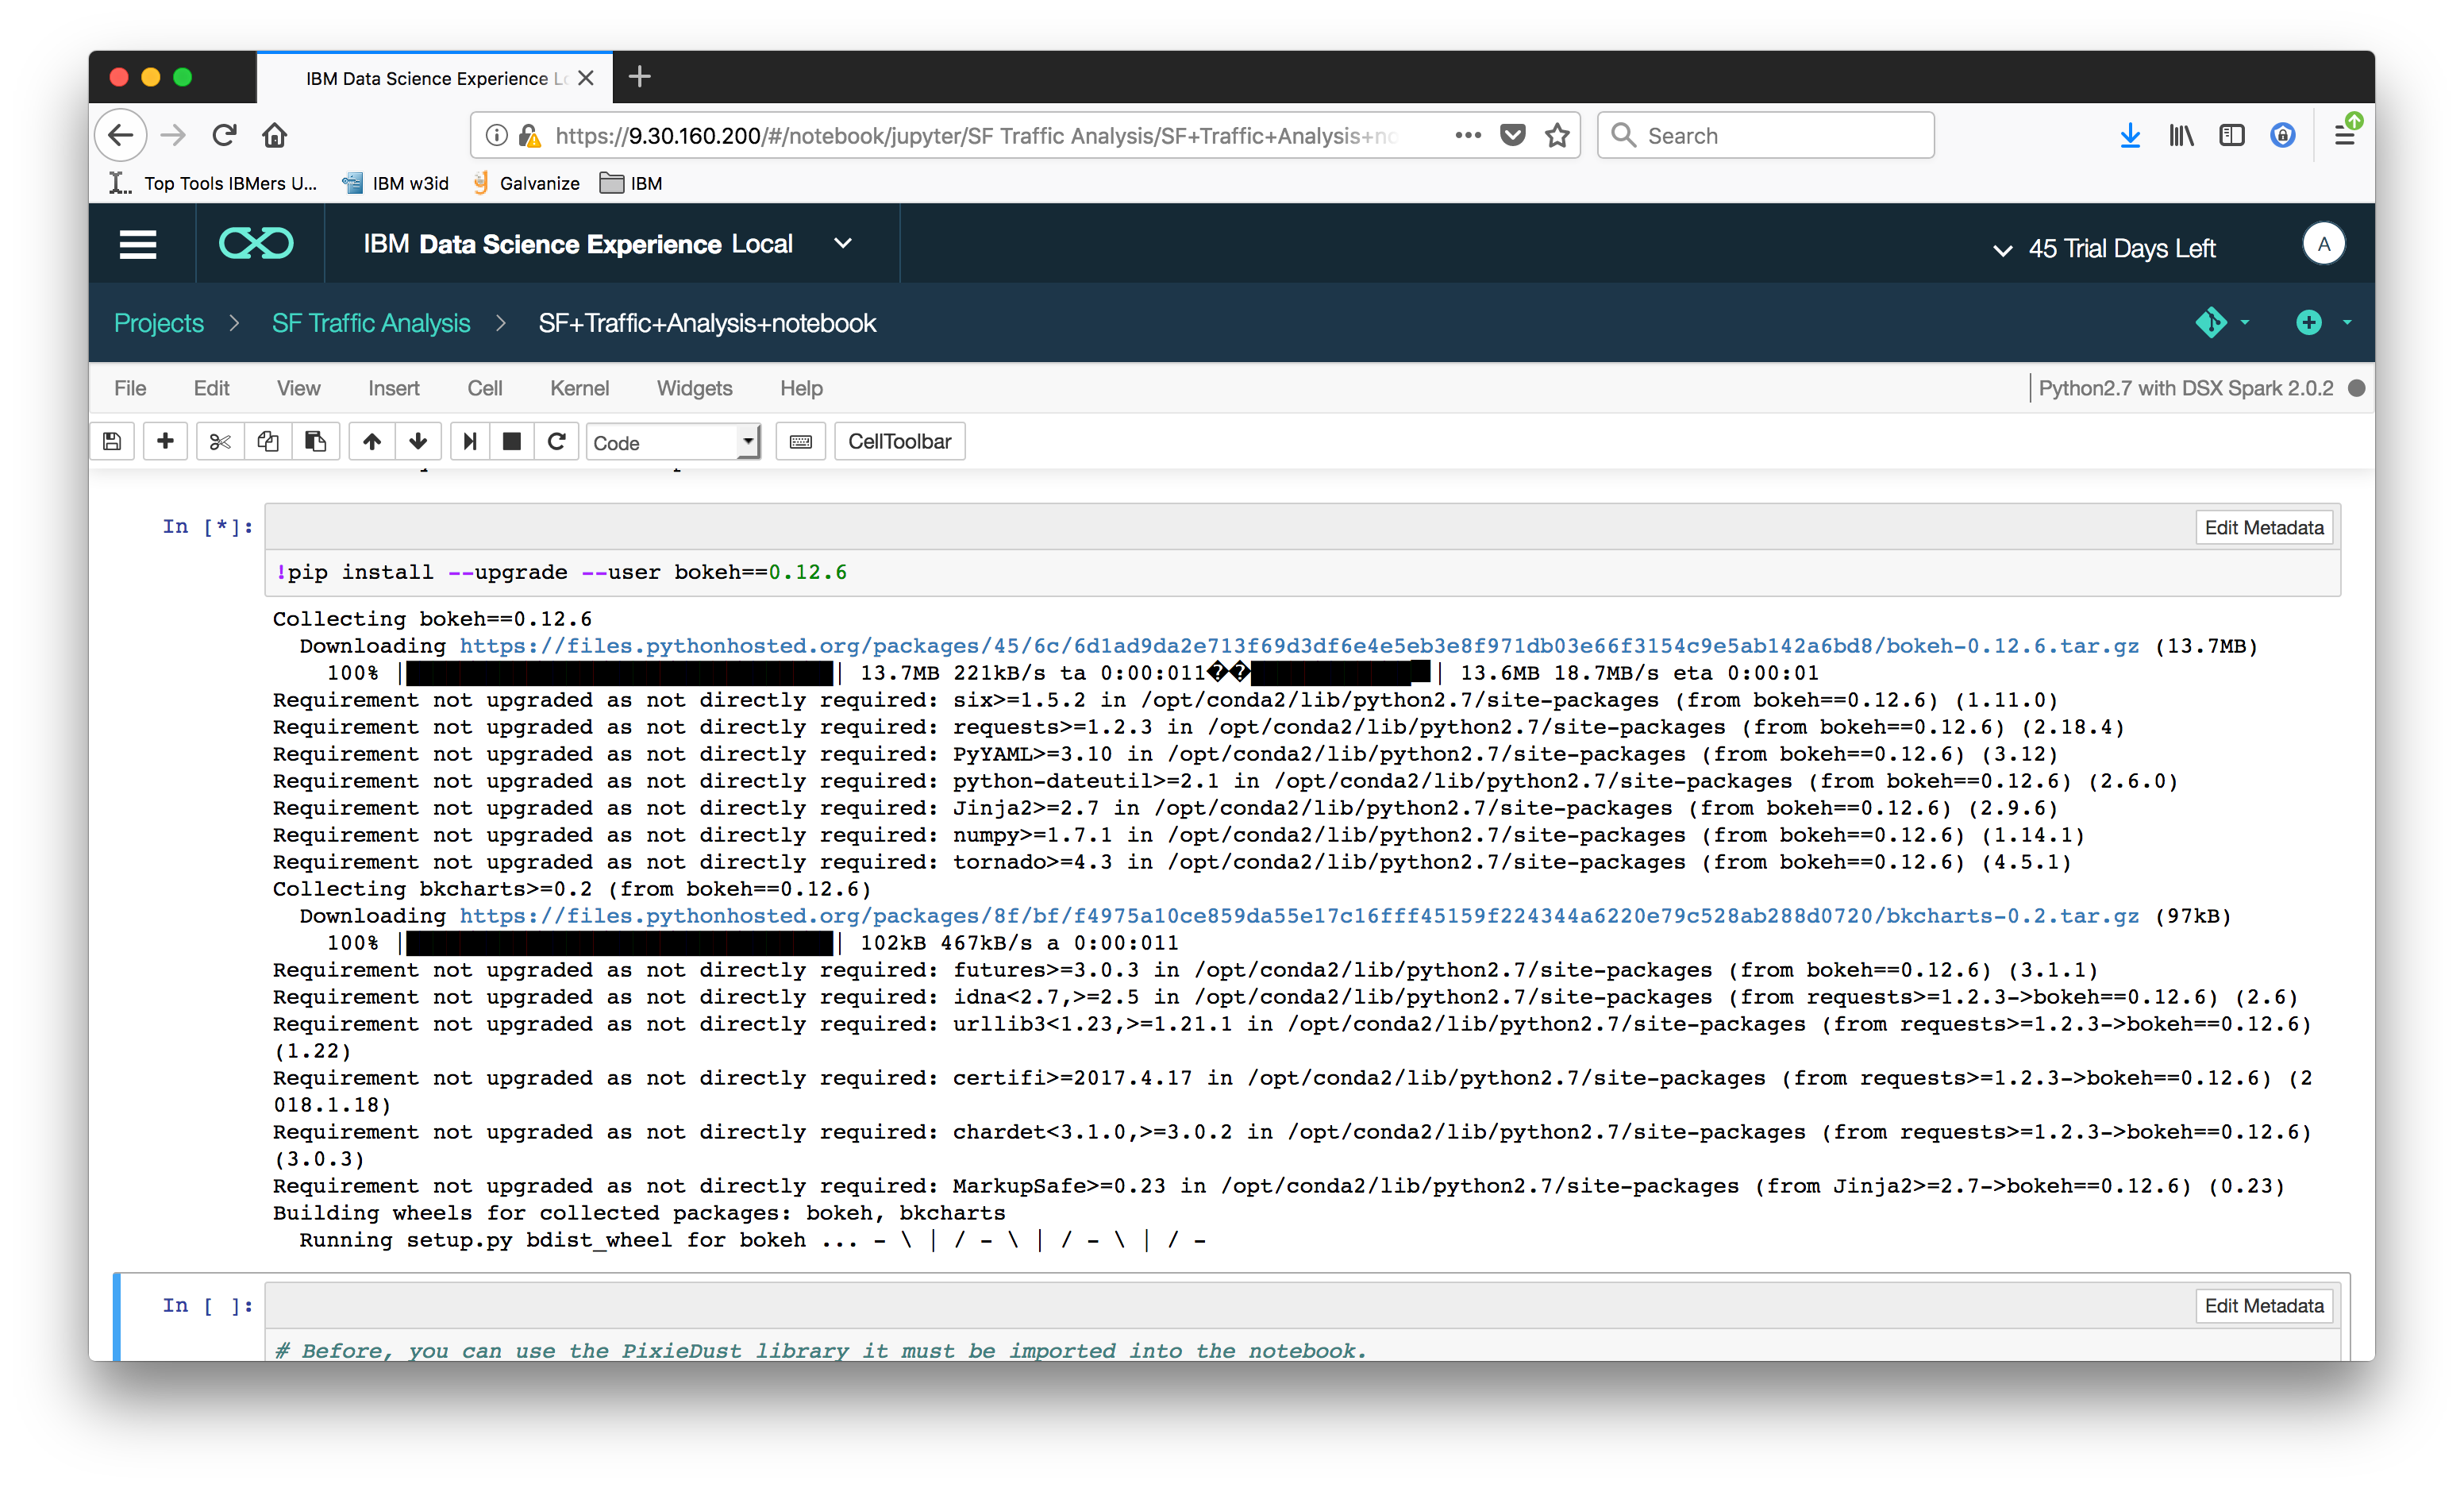 IBM Data Science Experience Lo
https://9.30.160.200/#/notebook/jupyter/SF Traffic Analysis/SF+Traffic+Analysis+no
Search
Top Tools IBMers U...
IBM w3id
Galvanize
IBM
IBM Data Science Experience Local
45 Trial Days Left
A
Projects > SF Traffic Analysis > SF+Traffic+Analysis+notebook
File Edit View Insert Cell Kernel Widgets Help
Python2.7 with DSX Spark 2.0.2
Code
CellToolbar
In [*]:
Edit Metadata
!pip install --upgrade --user bokeh==0.12.6
Collecting bokeh==0.12.6
Downloading https://files.pythonhosted.org/packages/45/6c/6d1ad9da2e713f69d3df6e4e5eb3e8f971db03e66f3154c9e5ab142a6bd8/bokeh-0.12.6.tar.gz (13.7MB)
100% |████████████████████████████████| 13.7MB 221kB/s ta 0:00:011��█████████████| 13.6MB 18.7MB/s eta 0:00:01
Requirement not upgraded as not directly required: six>=1.5.2 in /opt/conda2/lib/python2.7/site-packages (from bokeh==0.12.6) (1.11.0)
Requirement not upgraded as not directly required: requests>=1.2.3 in /opt/conda2/lib/python2.7/site-packages (from bokeh==0.12.6) (2.18.4)
Requirement not upgraded as not directly required: PyYAML>=3.10 in /opt/conda2/lib/python2.7/site-packages (from bokeh==0.12.6) (3.12)
Requirement not upgraded as not directly required: python-dateutil>=2.1 in /opt/conda2/lib/python2.7/site-packages (from bokeh==0.12.6) (2.6.0)
Requirement not upgraded as not directly required: Jinja2>=2.7 in /opt/conda2/lib/python2.7/site-packages (from bokeh==0.12.6) (2.9.6)
Requirement not upgraded as not directly required: numpy>=1.7.1 in /opt/conda2/lib/python2.7/site-packages (from bokeh==0.12.6) (1.14.1)
Requirement not upgraded as not directly required: tornado>=4.3 in /opt/conda2/lib/python2.7/site-packages (from bokeh==0.12.6) (4.5.1)
Collecting bkcharts>=0.2 (from bokeh==0.12.6)
Downloading https://files.pythonhosted.org/packages/8f/bf/f4975a10ce859da55e17c16fff45159f224344a6220e79c528ab288d0720/bkcharts-0.2.tar.gz (97kB)
100% |████████████████████████████████| 102kB 467kB/s a 0:00:011
Requirement not upgraded as not directly required: futures>=3.0.3 in /opt/conda2/lib/python2.7/site-packages (from bokeh==0.12.6) (3.1.1)
Requirement not upgraded as not directly required: idna<2.7,>=2.5 in /opt/conda2/lib/python2.7/site-packages (from requests>=1.2.3->bokeh==0.12.6) (2.6)
Requirement not upgraded as not directly required: urllib3<1.23,>=1.21.1 in /opt/conda2/lib/python2.7/site-packages (from requests>=1.2.3->bokeh==0.12.6)
(1.22)
Requirement not upgraded as not directly required: certifi>=2017.4.17 in /opt/conda2/lib/python2.7/site-packages (from requests>=1.2.3->bokeh==0.12.6) (2
018.1.18)
Requirement not upgraded as not directly required: chardet<3.1.0,>=3.0.2 in /opt/conda2/lib/python2.7/site-packages (from requests>=1.2.3->bokeh==0.12.6)
(3.0.3)
Requirement not upgraded as not directly required: MarkupSafe>=0.23 in /opt/conda2/lib/python2.7/site-packages (from Jinja2>=2.7->bokeh==0.12.6) (0.23)
Building wheels for collected packages: bokeh, bkcharts
Running setup.py bdist_wheel for bokeh ... - \ | / - \ | / - \ | / -
In [ ]:
Edit Metadata
# Before, you can use the PixieDust library it must be imported into the notebook.